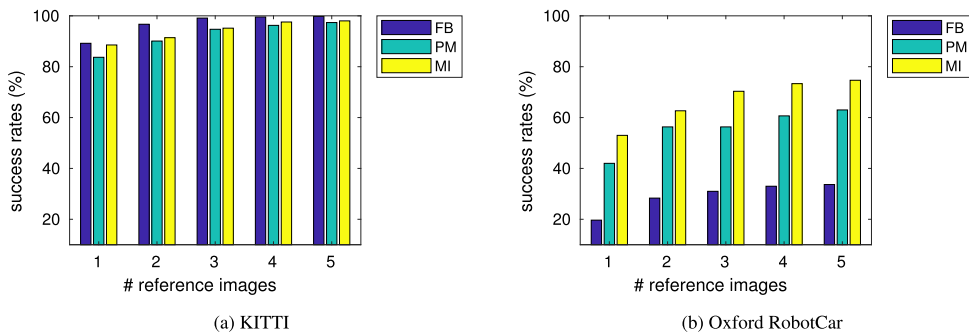 100
80
60
40
20
success rates (%)
1 2 3 4 5
# reference images
FB
PM
MI
(a) KITTI
100
80
60
40
20
success rates (%)
1 2 3 4 5
# reference images
FB
PM
MI
(b) Oxford RobotCar